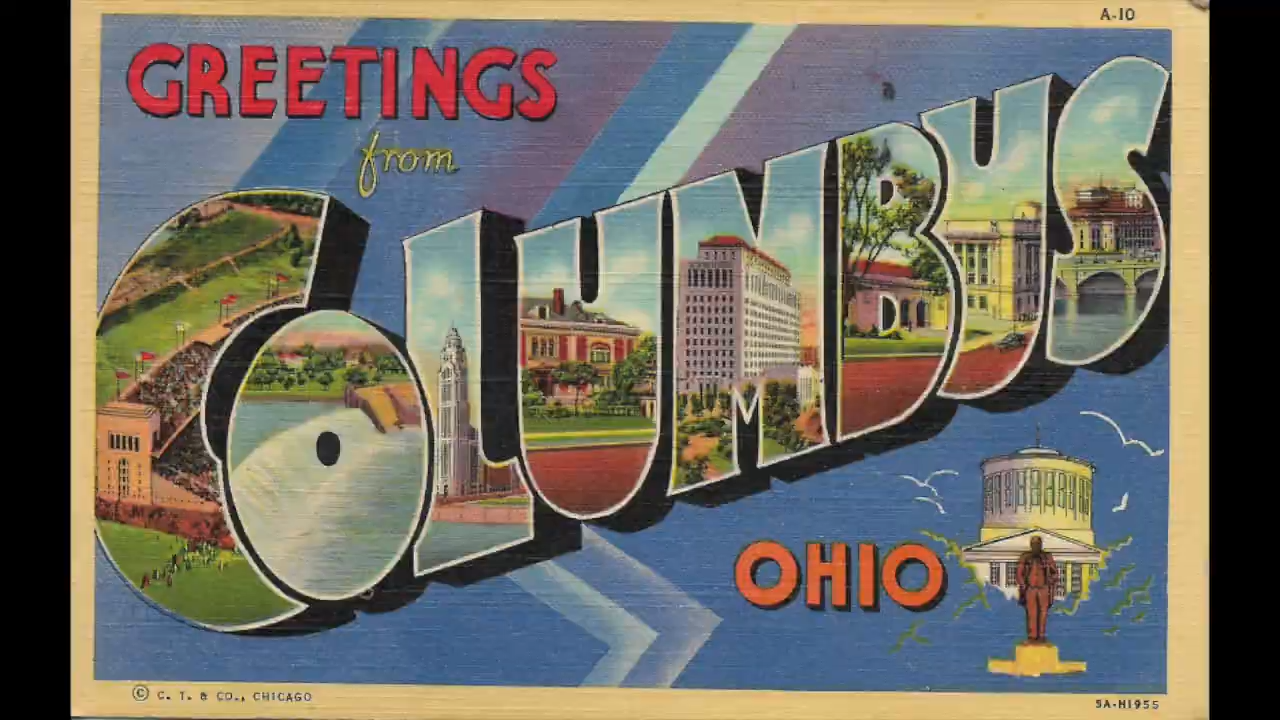 A-10
GREETINGS
from
COLUMBUS
OHIO
© C. T. & CO., CHICAGO
5A-H1955